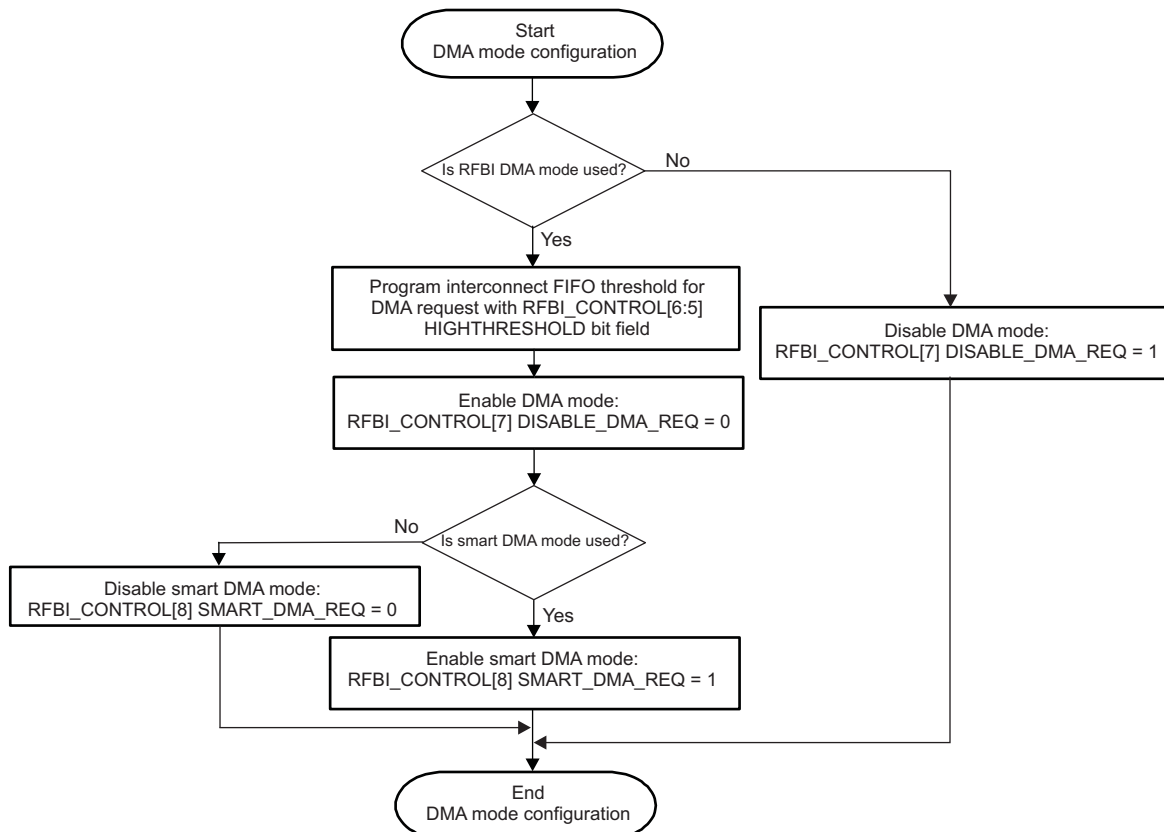 Start
DMA mode configuration
Is RFBI DMA mode used?
No
Yes
Program interconnect FIFO threshold for
DMA request with RFBI_CONTROL[6:5]
HIGHTHRESHOLD bit field
Disable DMA mode:
RFBI_CONTROL[7] DISABLE_DMA_REQ = 1
Enable DMA mode:
RFBI_CONTROL[7] DISABLE_DMA_REQ = 0
No
Is smart DMA mode used?
Disable smart DMA mode:
RFBI_CONTROL[8] SMART_DMA_REQ = 0
Yes
Enable smart DMA mode:
RFBI_CONTROL[8] SMART_DMA_REQ = 1
End
DMA mode configuration